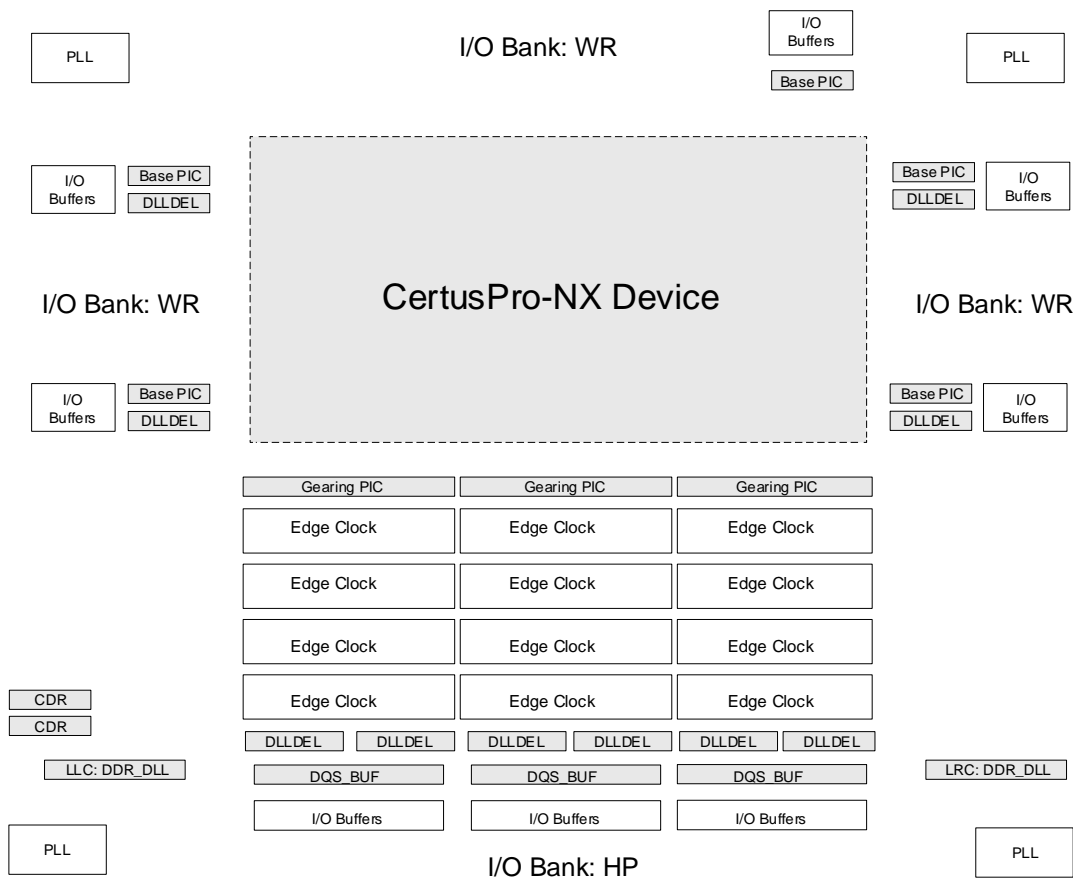 PLL
I/O Bank: WR
I/O
Buffers
Base PIC
PLL
I/O
Buffers
Base PIC
DLLDEL
Base PIC
DLLDEL
I/O
Buffers
I/O Bank: WR
CertusPro-NX Device
I/O Bank: WR
I/O
Buffers
Base PIC
DLLDEL
Base PIC
DLLDEL
I/O
Buffers
Gearing PIC
Gearing PIC
Gearing PIC
Edge Clock
Edge Clock
Edge Clock
Edge Clock
Edge Clock
Edge Clock
Edge Clock
Edge Clock
Edge Clock
Edge Clock
Edge Clock
Edge Clock
CDR
CDR
DLLDEL
DLLDEL
DLLDEL
DLLDEL
DLLDEL
DLLDEL
LLC: DDR_DLL
DQS_BUF
DQS_BUF
DQS_BUF
LRC: DDR_DLL
I/O Buffers
I/O Buffers
I/O Buffers
PLL
I/O Bank: HP
PLL